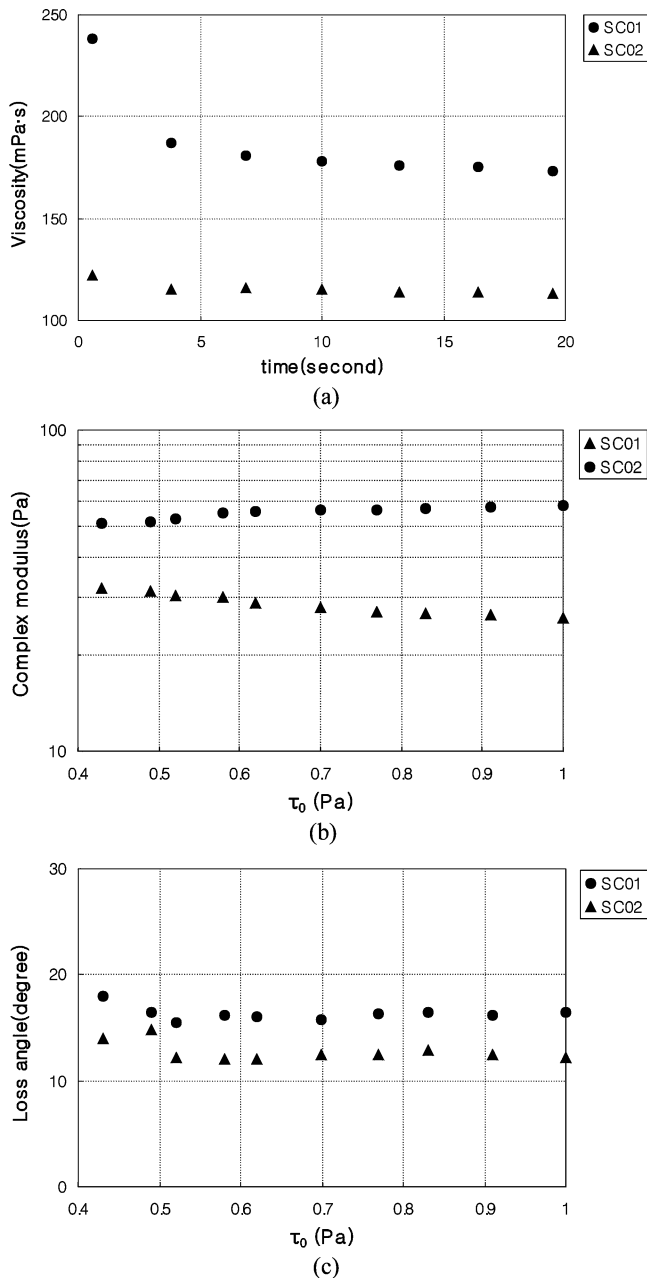 250
200
150
100
Viscosity(mPa·s)
0
5
10
15
20
time(second)
SC01
SC02
(a)
100
10
Complex modulus(Pa)
0.4
0.5
0.6
0.7
0.8
0.9
1
τ₀ (Pa)
SC01
SC02
(b)
30
20
10
0
Loss angle(degree)
0.4
0.5
0.6
0.7
0.8
0.9
1
τ₀ (Pa)
SC01
SC02
(c)